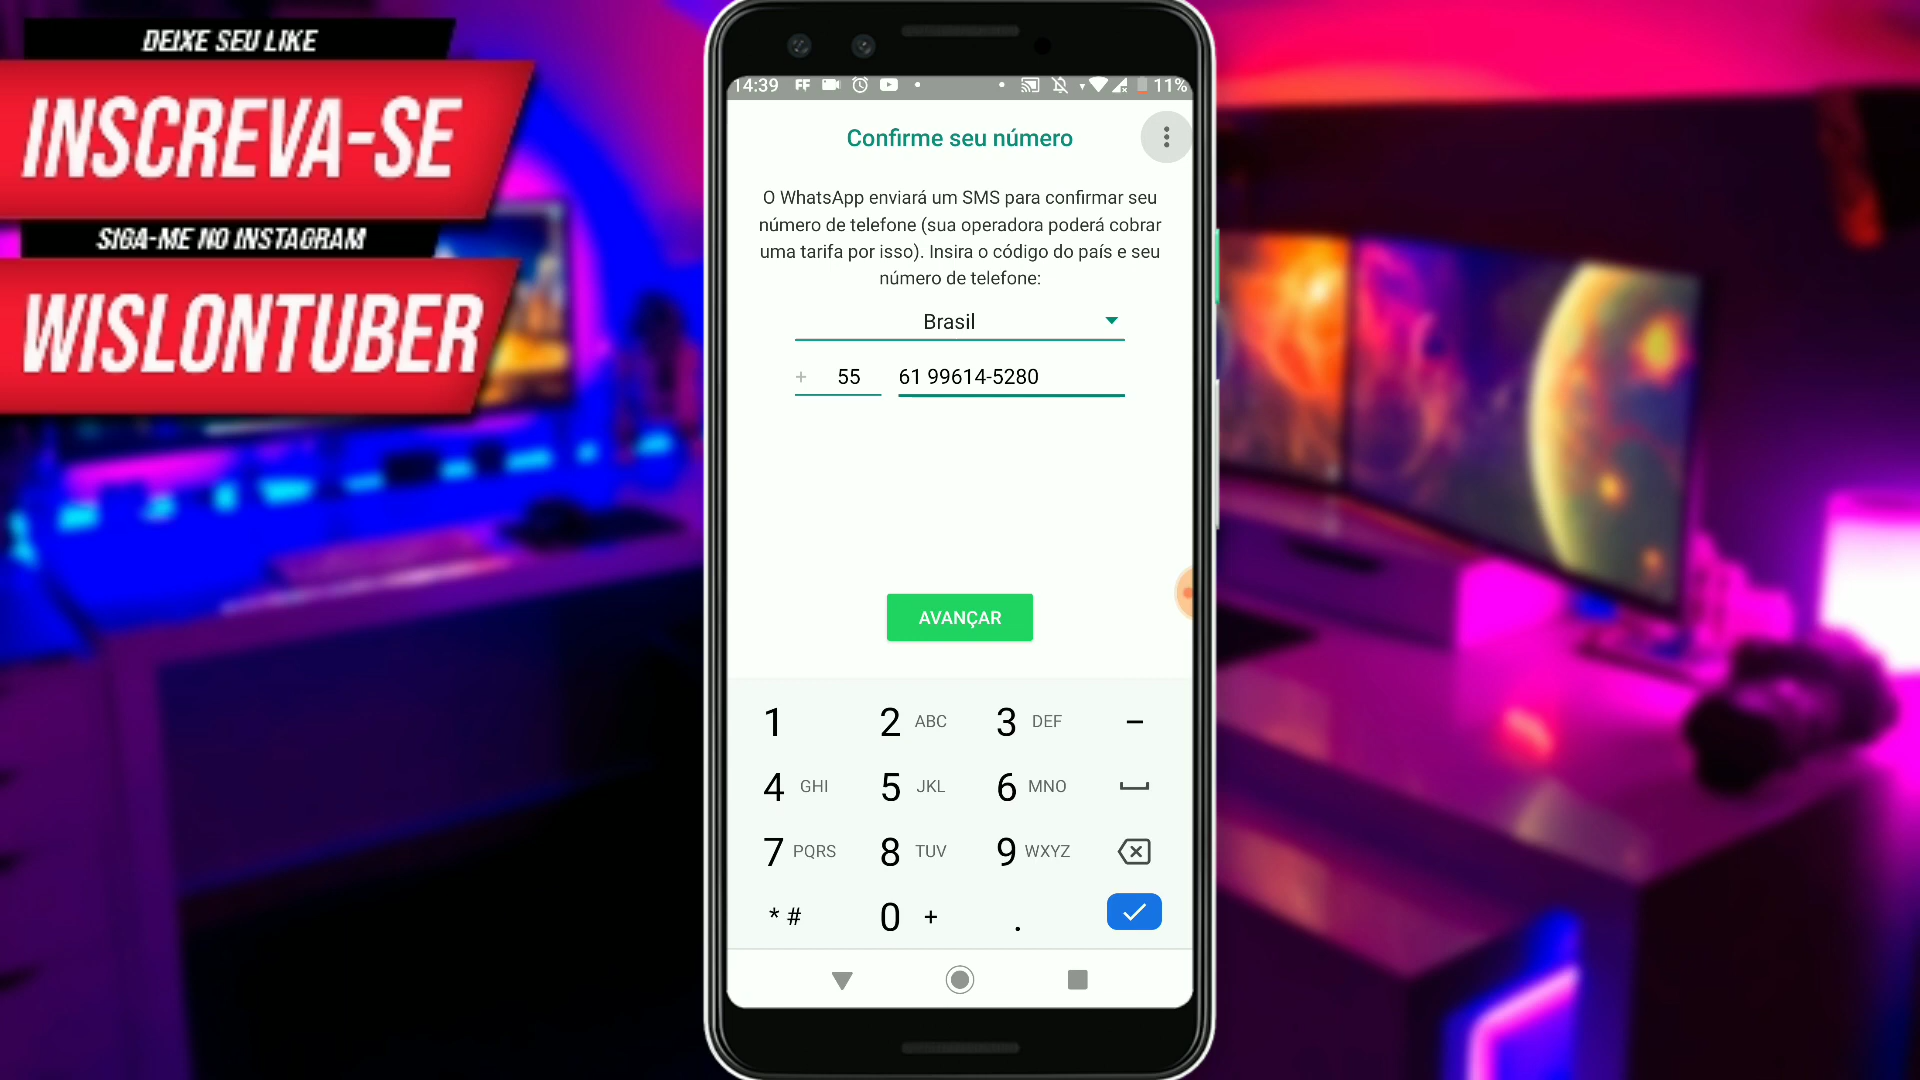 DEIXE SEU LIKE
INSCREVA-SE
SIGA-ME NO INSTAGRAM
WISLONTUBER
14:39 FF 11%
Confirme seu número
O WhatsApp enviará um SMS para confirmar seu
número de telefone (sua operadora poderá cobrar
uma tarifa por isso). Insira o código do país e seu
número de telefone:
Brasil
+ 55 61 99614-5280
AVANÇAR
1 2 ABC 3 DEF –
4 GHI 5 JKL 6 MNO
7 PQRS 8 TUV 9 WXYZ
* # 0 + .